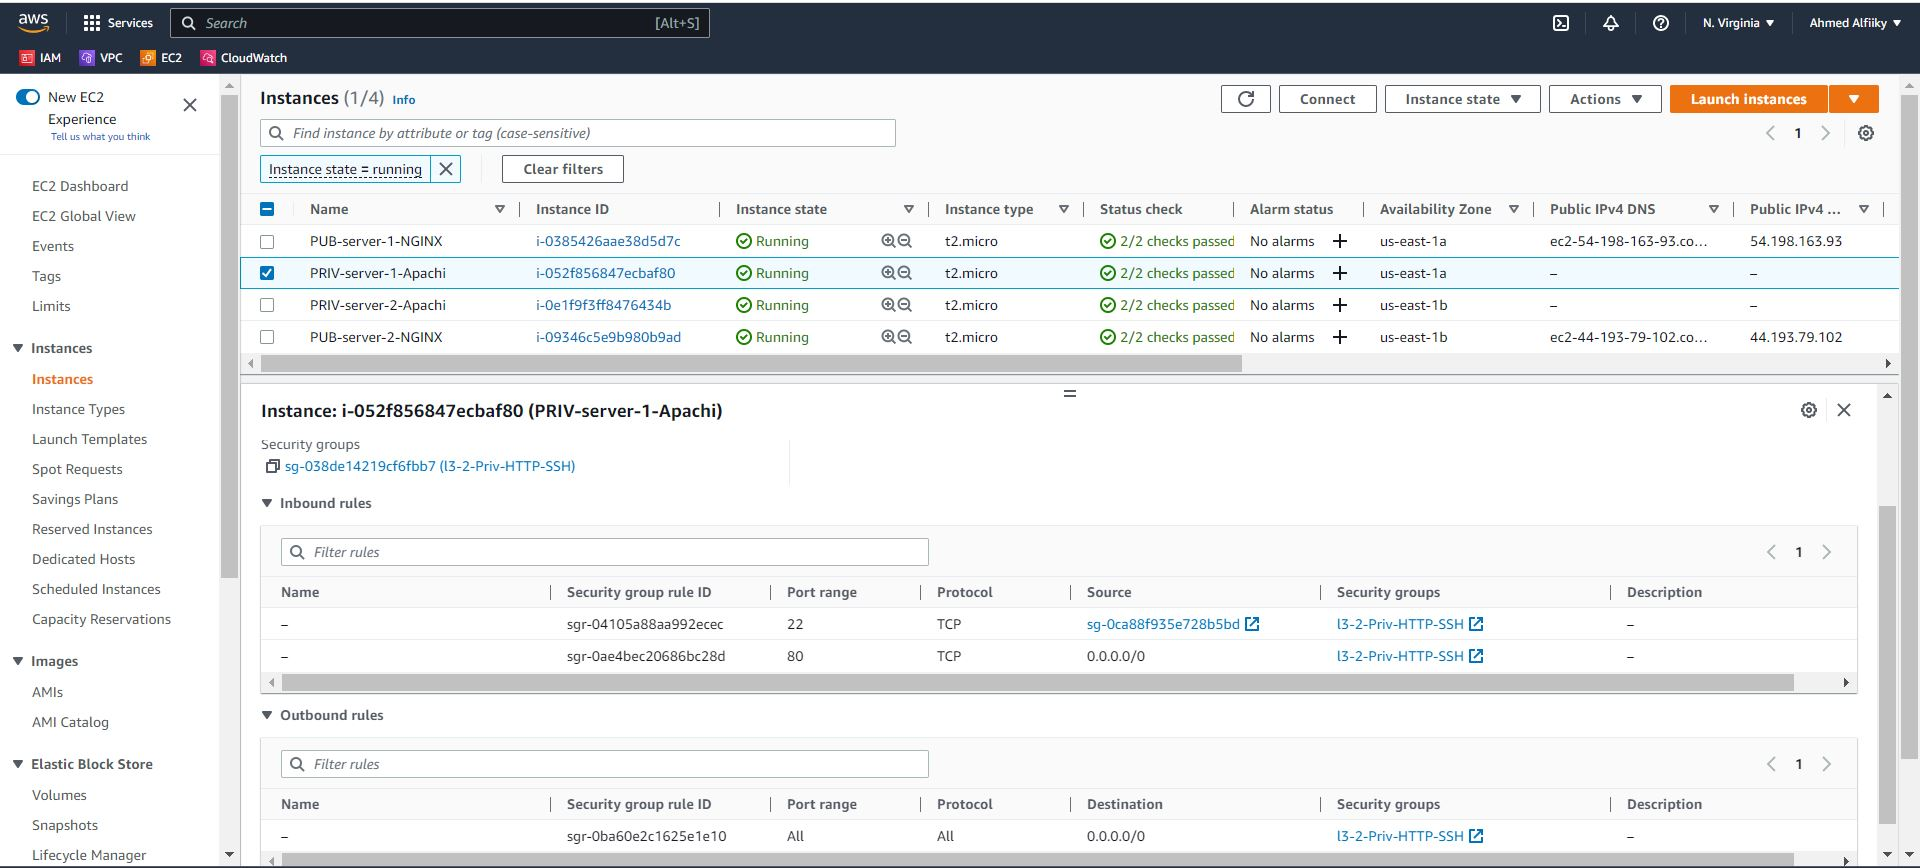 aws Services Search [Alt+S] N. Virginia Ahmed Alfiiky
IAM VPC EC2 CloudWatch
New EC2 Experience
Tell us what you think
EC2 Dashboard
EC2 Global View
Events
Tags
Limits
Instances
Instances
Instance Types
Launch Templates
Spot Requests
Savings Plans
Reserved Instances
Dedicated Hosts
Scheduled Instances
Capacity Reservations
Images
AMIs
AMI Catalog
Elastic Block Store
Volumes
Snapshots
Lifecycle Manager
Instances (1/4) Info Connect Instance state Actions Launch instances
Find instance by attribute or tag (case-sensitive) 1
Instance state = running Clear filters
Name Instance ID Instance state Instance type Status check Alarm status Availability Zone Public IPv4 DNS Public IPv4 ...
PUB-server-1-NGINX i-0385426aae38d5d7c Running t2.micro 2/2 checks passed No alarms + us-east-1a ec2-54-198-163-93.co... 54.198.163.93
PRIV-server-1-Apachi i-052f856847ecbaf80 Running t2.micro 2/2 checks passed No alarms + us-east-1a – –
PRIV-server-2-Apachi i-0e1f9f3ff8476434b Running t2.micro 2/2 checks passed No alarms + us-east-1b – –
PUB-server-2-NGINX i-09346c5e9b980b9ad Running t2.micro 2/2 checks passed No alarms + us-east-1b ec2-44-193-79-102.co... 44.193.79.102
Instance: i-052f856847ecbaf80 (PRIV-server-1-Apachi)
Security groups
sg-038de14219cf6fbb7 (l3-2-Priv-HTTP-SSH)
Inbound rules
Filter rules 1
Name Security group rule ID Port range Protocol Source Security groups Description
– sgr-04105a88aa992ecec 22 TCP sg-0ca88f935e728b5bd l3-2-Priv-HTTP-SSH –
– sgr-0ae4bec20686bc28d 80 TCP 0.0.0.0/0 l3-2-Priv-HTTP-SSH –
Outbound rules
Filter rules 1
Name Security group rule ID Port range Protocol Destination Security groups Description
– sgr-0ba60e2c1625e1e10 All All 0.0.0.0/0 l3-2-Priv-HTTP-SSH –